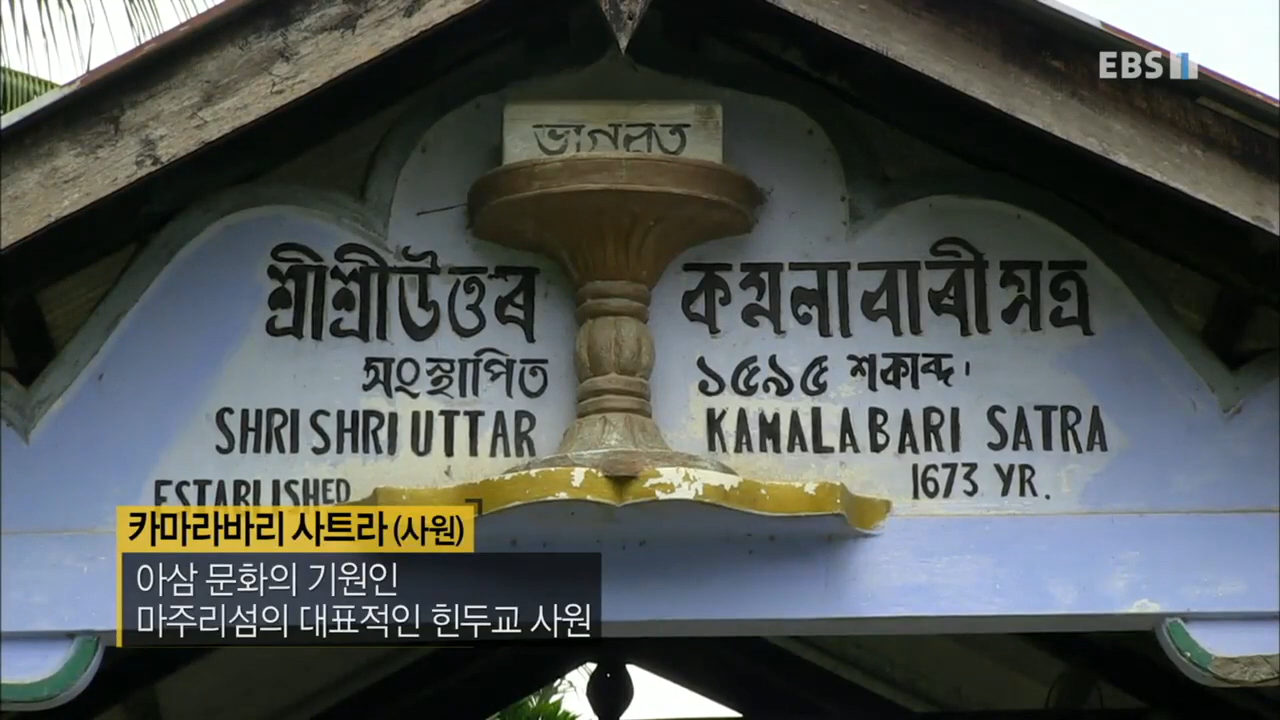 EBS1
ভাগৱত
শ্ৰীশ্ৰীউত্তৰ কমলাবাৰীসত্ৰ
সংস্থাপিত ১৫৯৫ শকাব্দ।
SHRI SHRI UTTAR KAMALABARI SATRA
ESTABLISHED 1673 YR.
카마라바리 사트라 (사원)
아삼 문화의 기원인
마주리섬의 대표적인 힌두교 사원